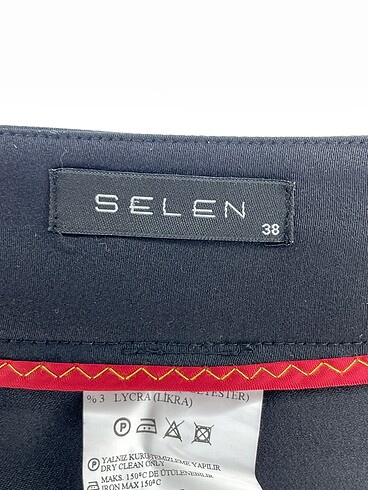 SELEN
38
%3 LYCRA (LİKRA)
P
YALNIZ KURU TEMİZLEME YAPILIR
DRY CLEAN ONLY
MAKS. 150°C DE ÜTÜLENEBİLİR
IRON MAX 150°C